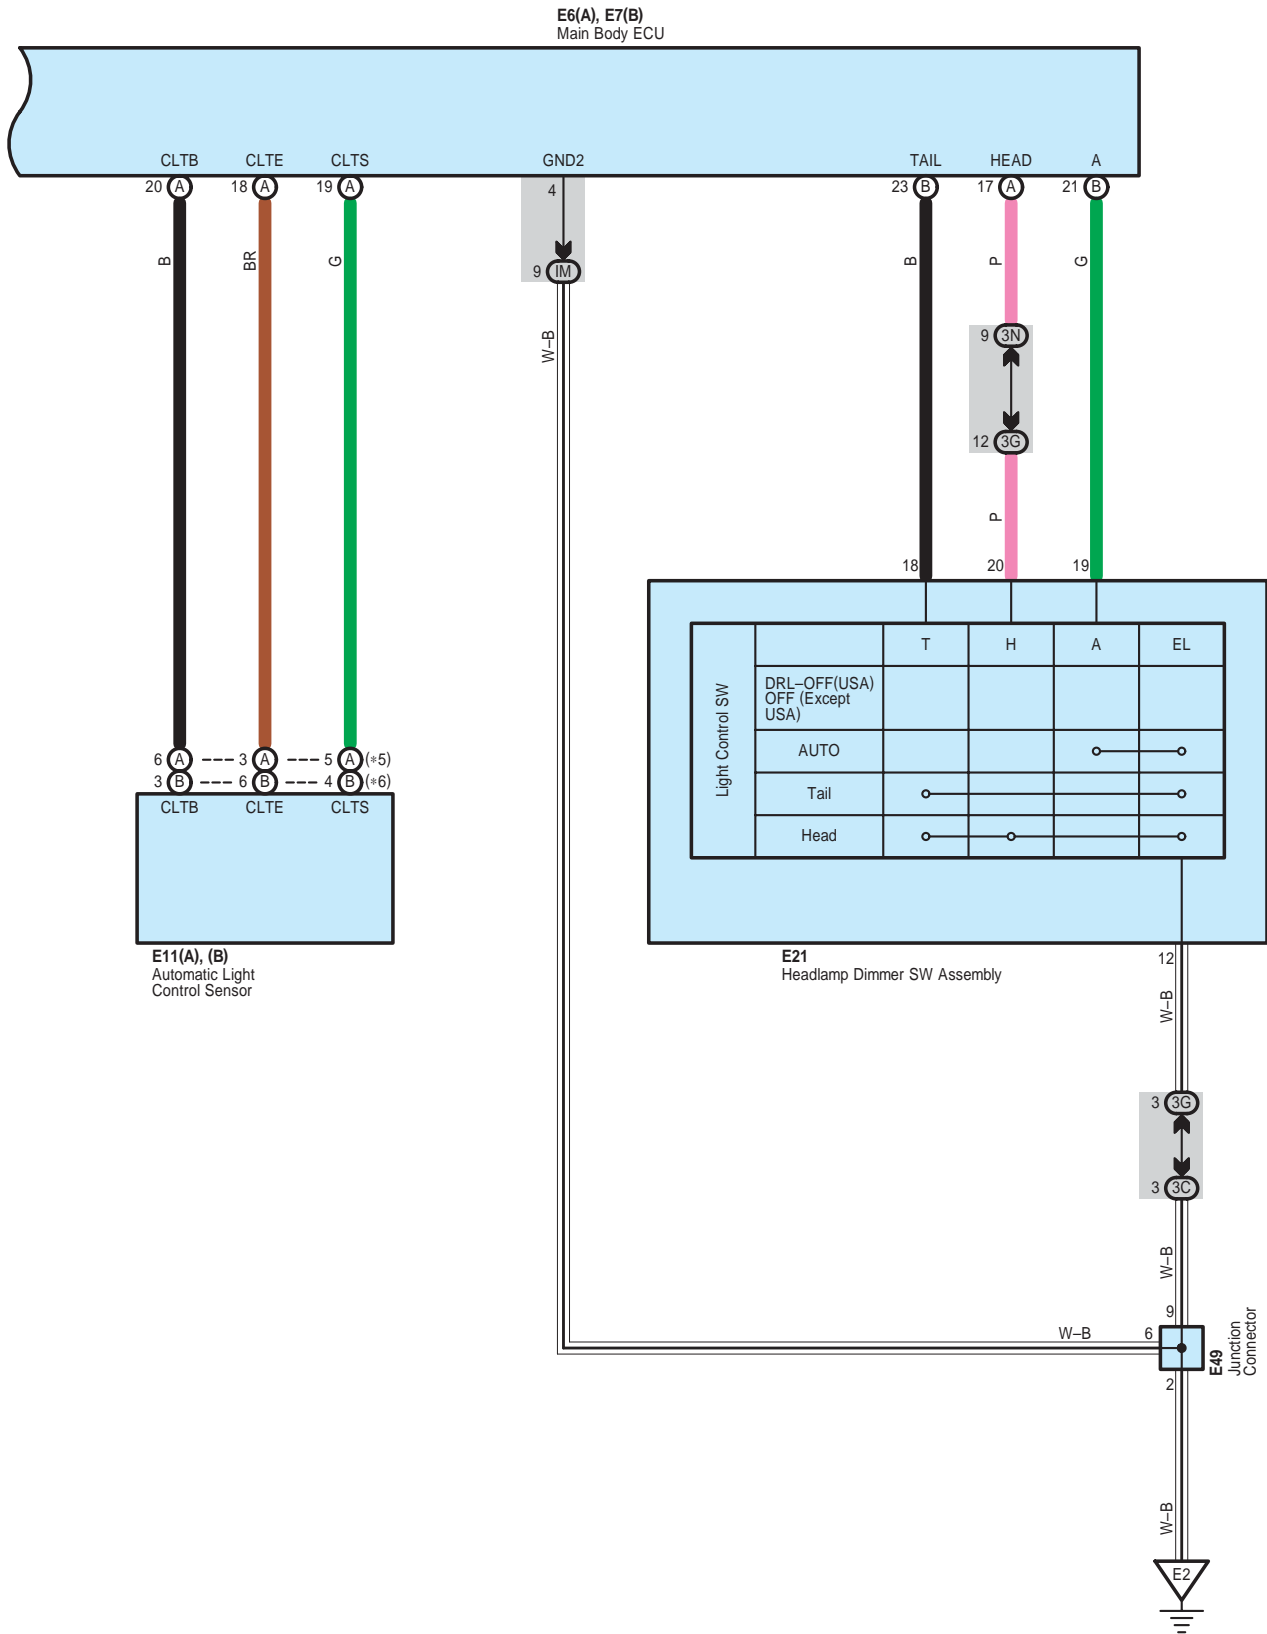 E6(A), E7(B)
Main Body ECU
CLTB CLTE CLTS GND2 TAIL HEAD A
20 A 18 A 19 A 4 23 B 17 A 21 B
B BR G B P G
9 IM
W–B
9 3N
12 3G
P
18 20 19
Light Control SW
T H A EL
DRL–OFF(USA)
OFF (Except
USA)
AUTO
Tail
Head
6 A 3 A 5 A (*5)
3 B 6 B 4 B (*6)
CLTB CLTE CLTS
E11(A), (B)
Automatic Light
Control Sensor
E21
Headlamp Dimmer SW Assembly
12
W–B
3 3G
3 3C
W–B
9
W–B 6
E49
Junction
Connector
2
W–B
E2